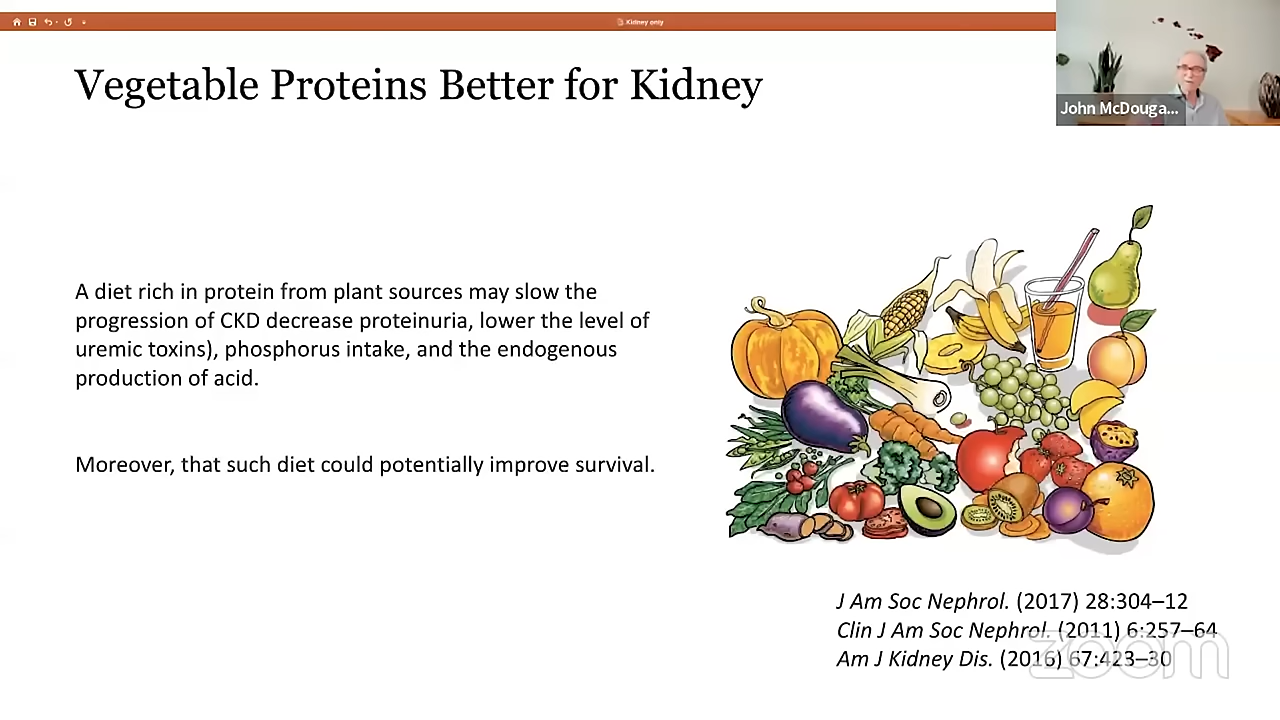 Kidney only
John McDouga...
Vegetable Proteins Better for Kidney
A diet rich in protein from plant sources may slow the
progression of CKD decrease proteinuria, lower the level of
uremic toxins), phosphorus intake, and the endogenous
production of acid.
Moreover, that such diet could potentially improve survival.
J Am Soc Nephrol. (2017) 28:304–12
Clin J Am Soc Nephrol. (2011) 6:257–64
Am J Kidney Dis. (2016) 67:423–30
zoom